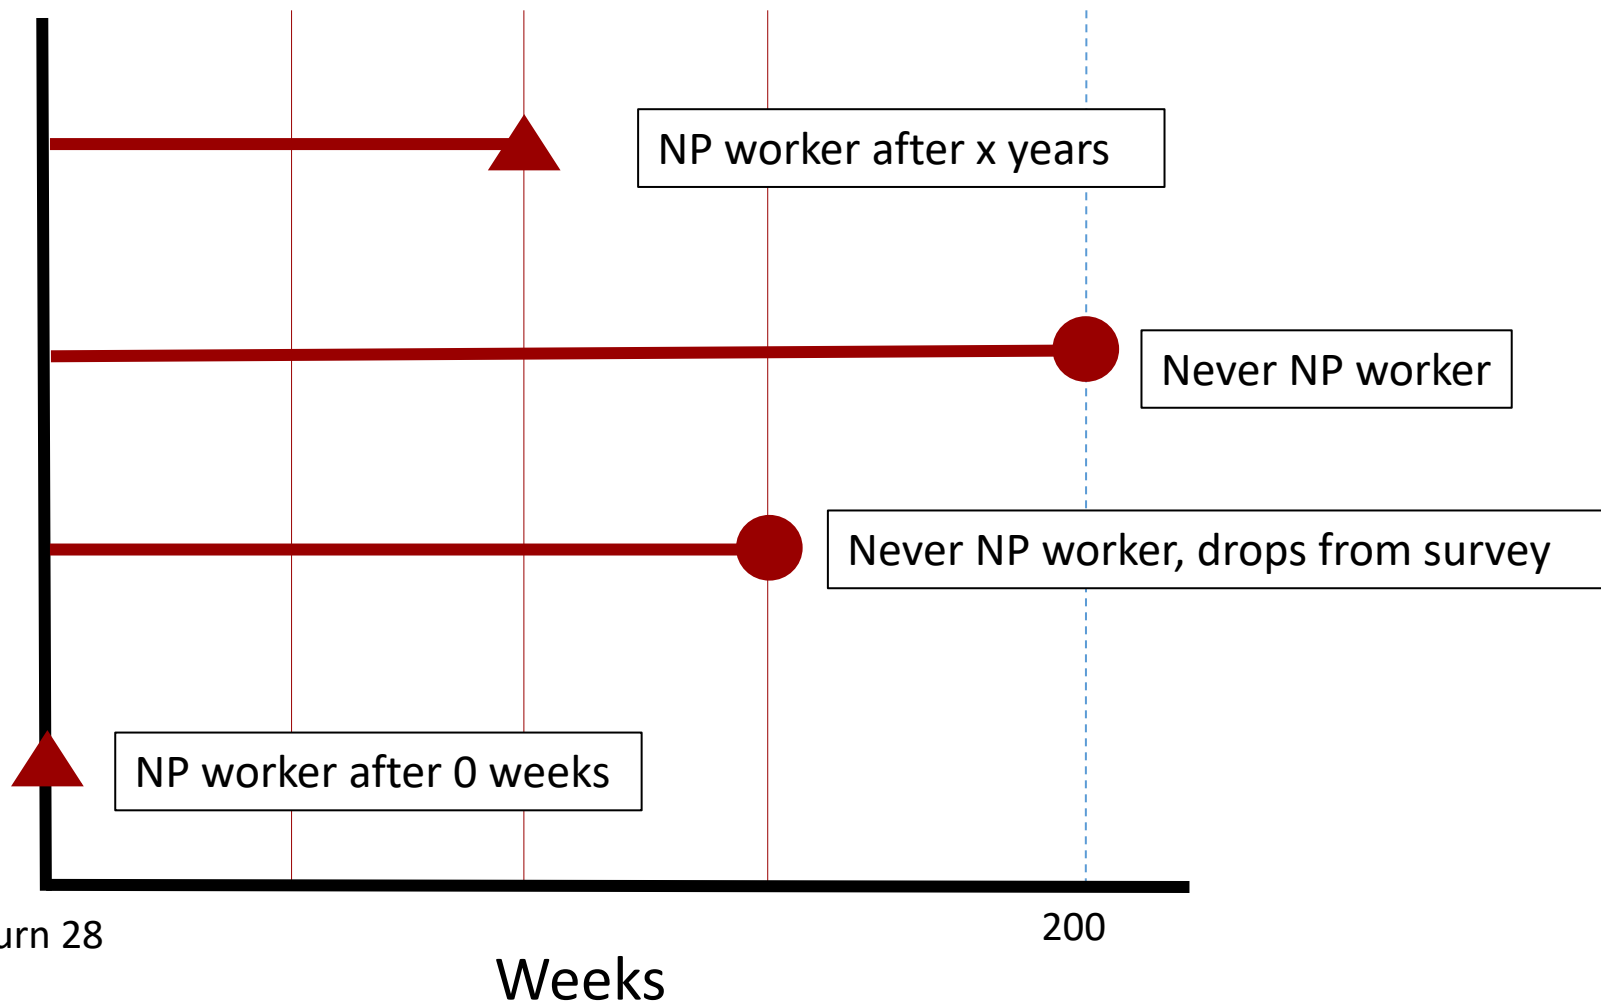 NP worker after x years
Never NP worker
Never NP worker, drops from survey
NP worker after 0 weeks
urn 28
200
Weeks